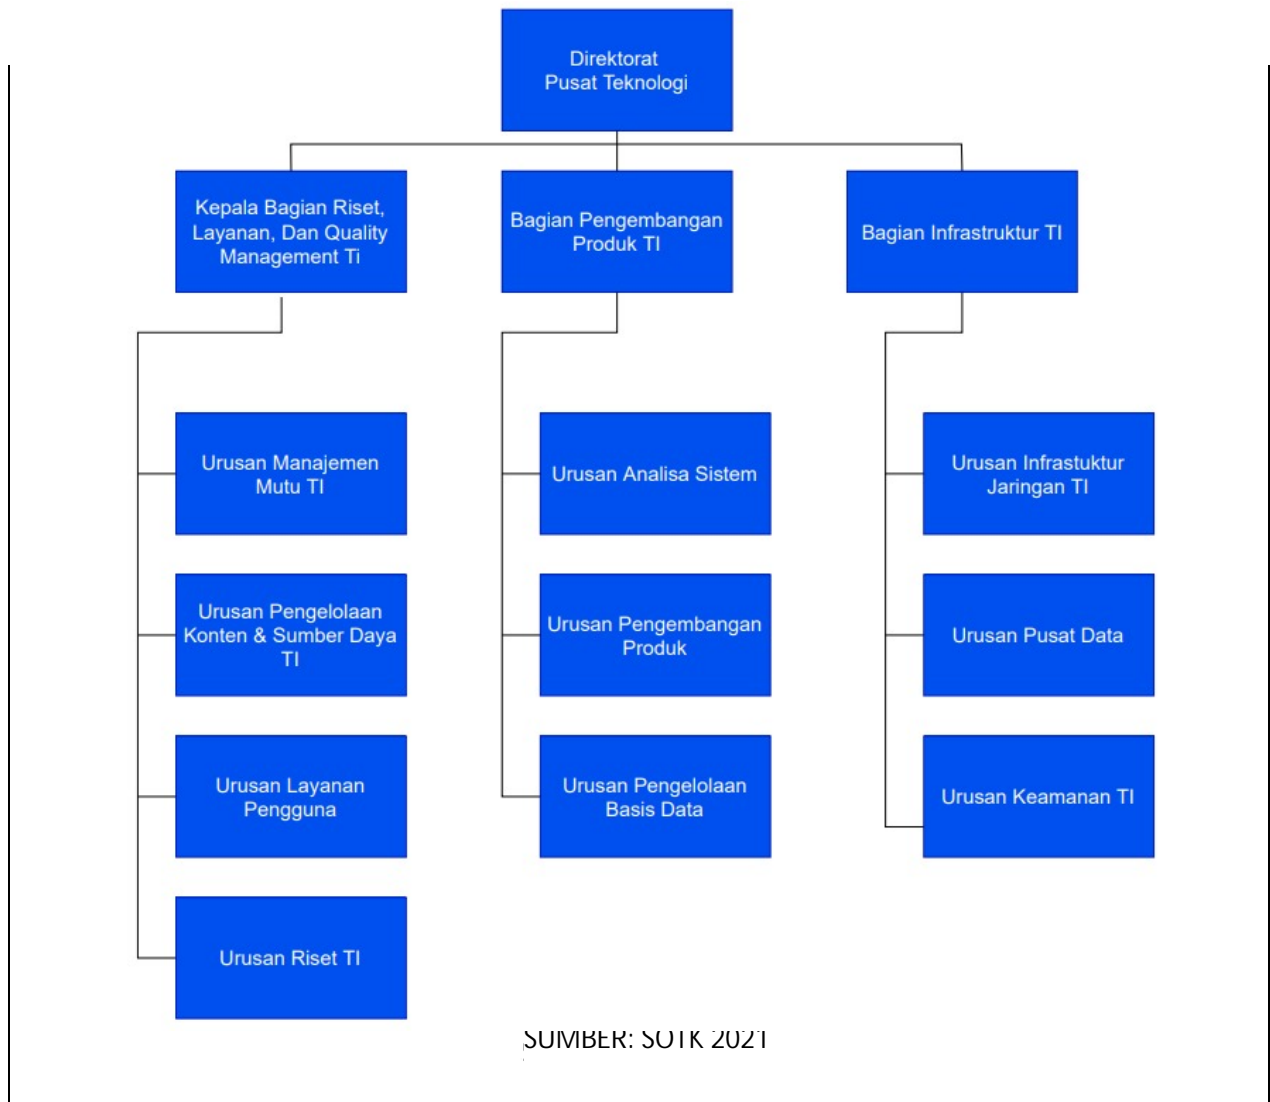 Direktorat
Pusat Teknologi
Kepala Bagian Riset,
Layanan, Dan Quality
Management Ti
Bagian Pengembangan
Produk TI
Bagian Infrastruktur TI
Urusan Manajemen
Mutu TI
Urusan Analisa Sistem
Urusan Infrastuktur
Jaringan TI
Urusan Pengelolaan
Konten & Sumber Daya
TI
Urusan Pengembangan
Produk
Urusan Pusat Data
Urusan Layanan
Pengguna
Urusan Pengelolaan
Basis Data
Urusan Keamanan TI
Urusan Riset TI
SUMBER: SOTK 2021